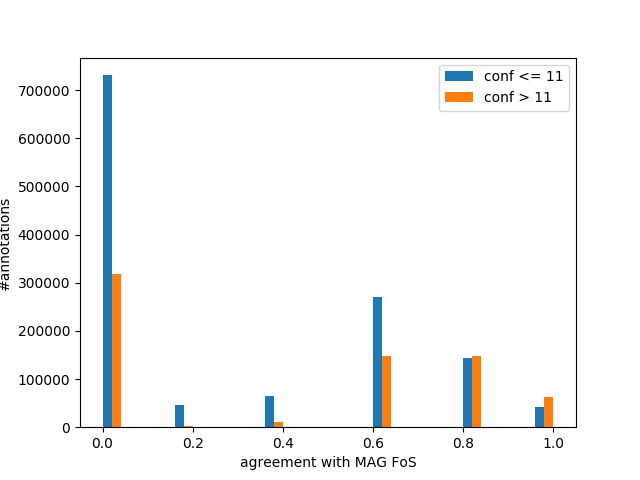 conf <= 11
conf > 11
700000
600000
500000
400000
300000
200000
100000
0
#annotations
0.0 0.2 0.4 0.6 0.8 1.0
agreement with MAG FoS